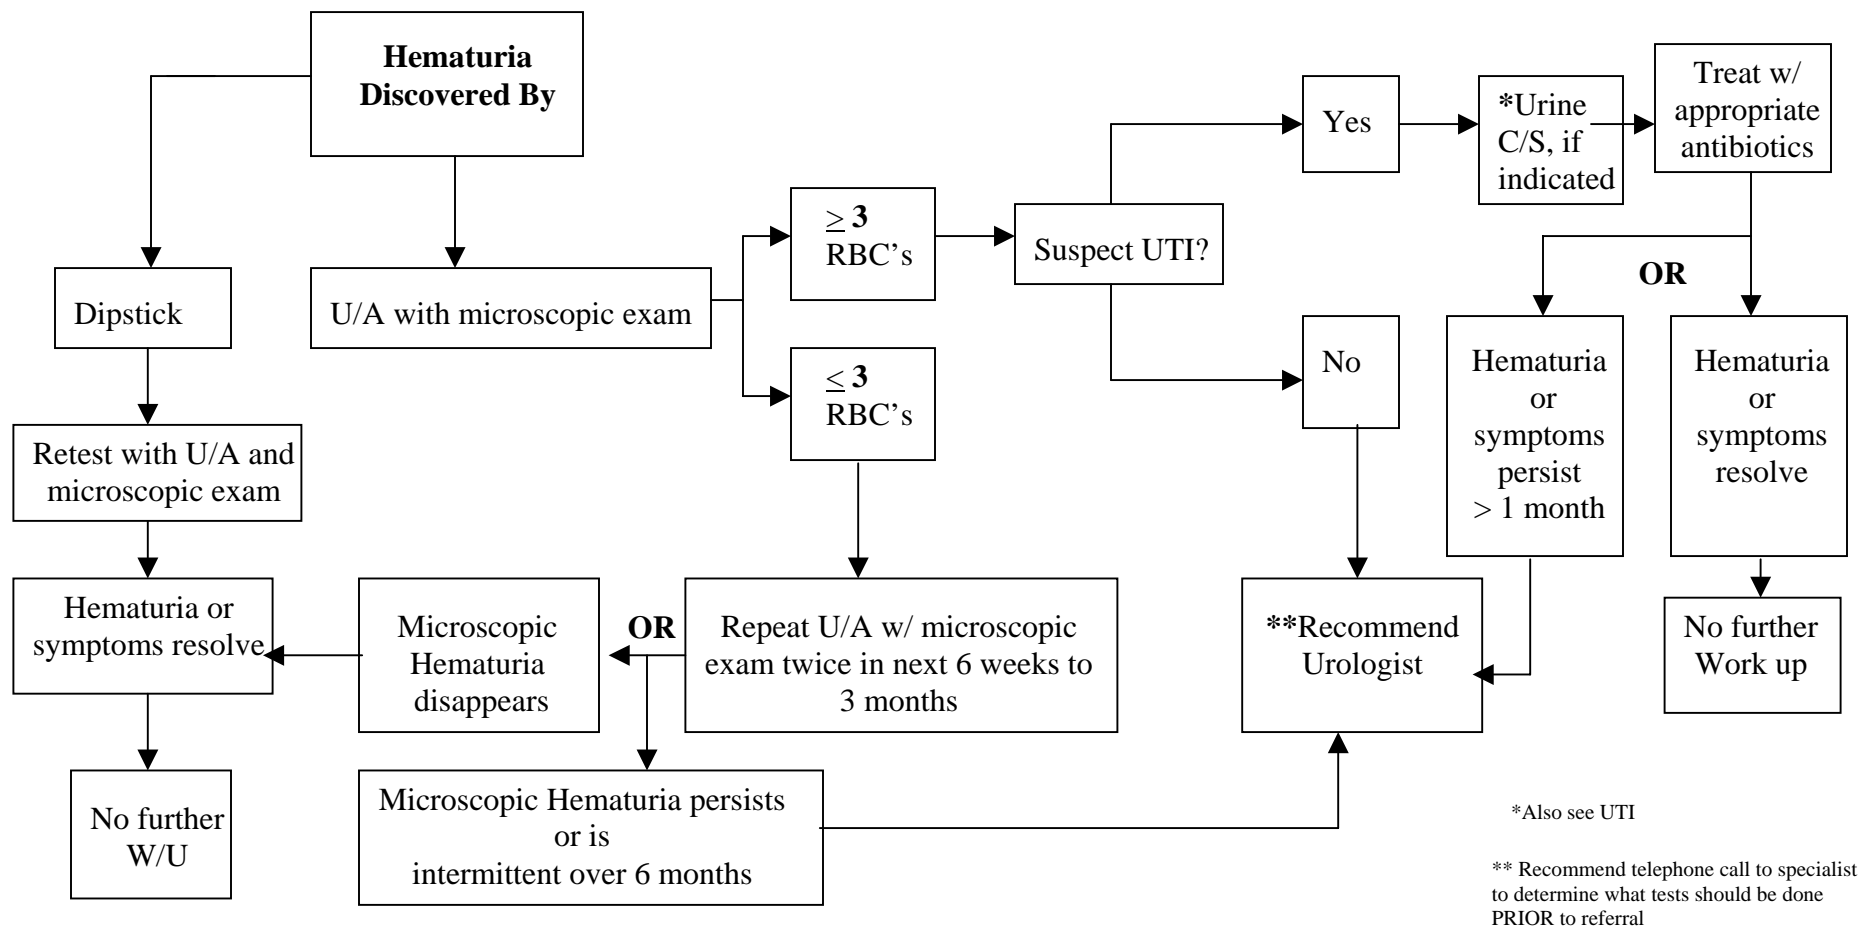 Hematuria
Discovered By
Dipstick
Retest with U/A and
microscopic exam
Hematuria or
symptoms resolve
No further
W/U
U/A with microscopic exam
≥ 3
RBC's
≤ 3
RBC's
Repeat U/A w/ microscopic
exam twice in next 6 weeks to
3 months
OR
Microscopic
Hematuria
disappears
Microscopic Hematuria persists
or is
intermittent over 6 months
Suspect UTI?
Yes
*Urine
C/S, if
indicated
Treat w/
appropriate
antibiotics
OR
No
Hematuria
or
symptoms
persist
> 1 month
Hematuria
or
symptoms
resolve
**Recommend
Urologist
No further
Work up
*Also see UTI
** Recommend telephone call to specialist
to determine what tests should be done
PRIOR to referral